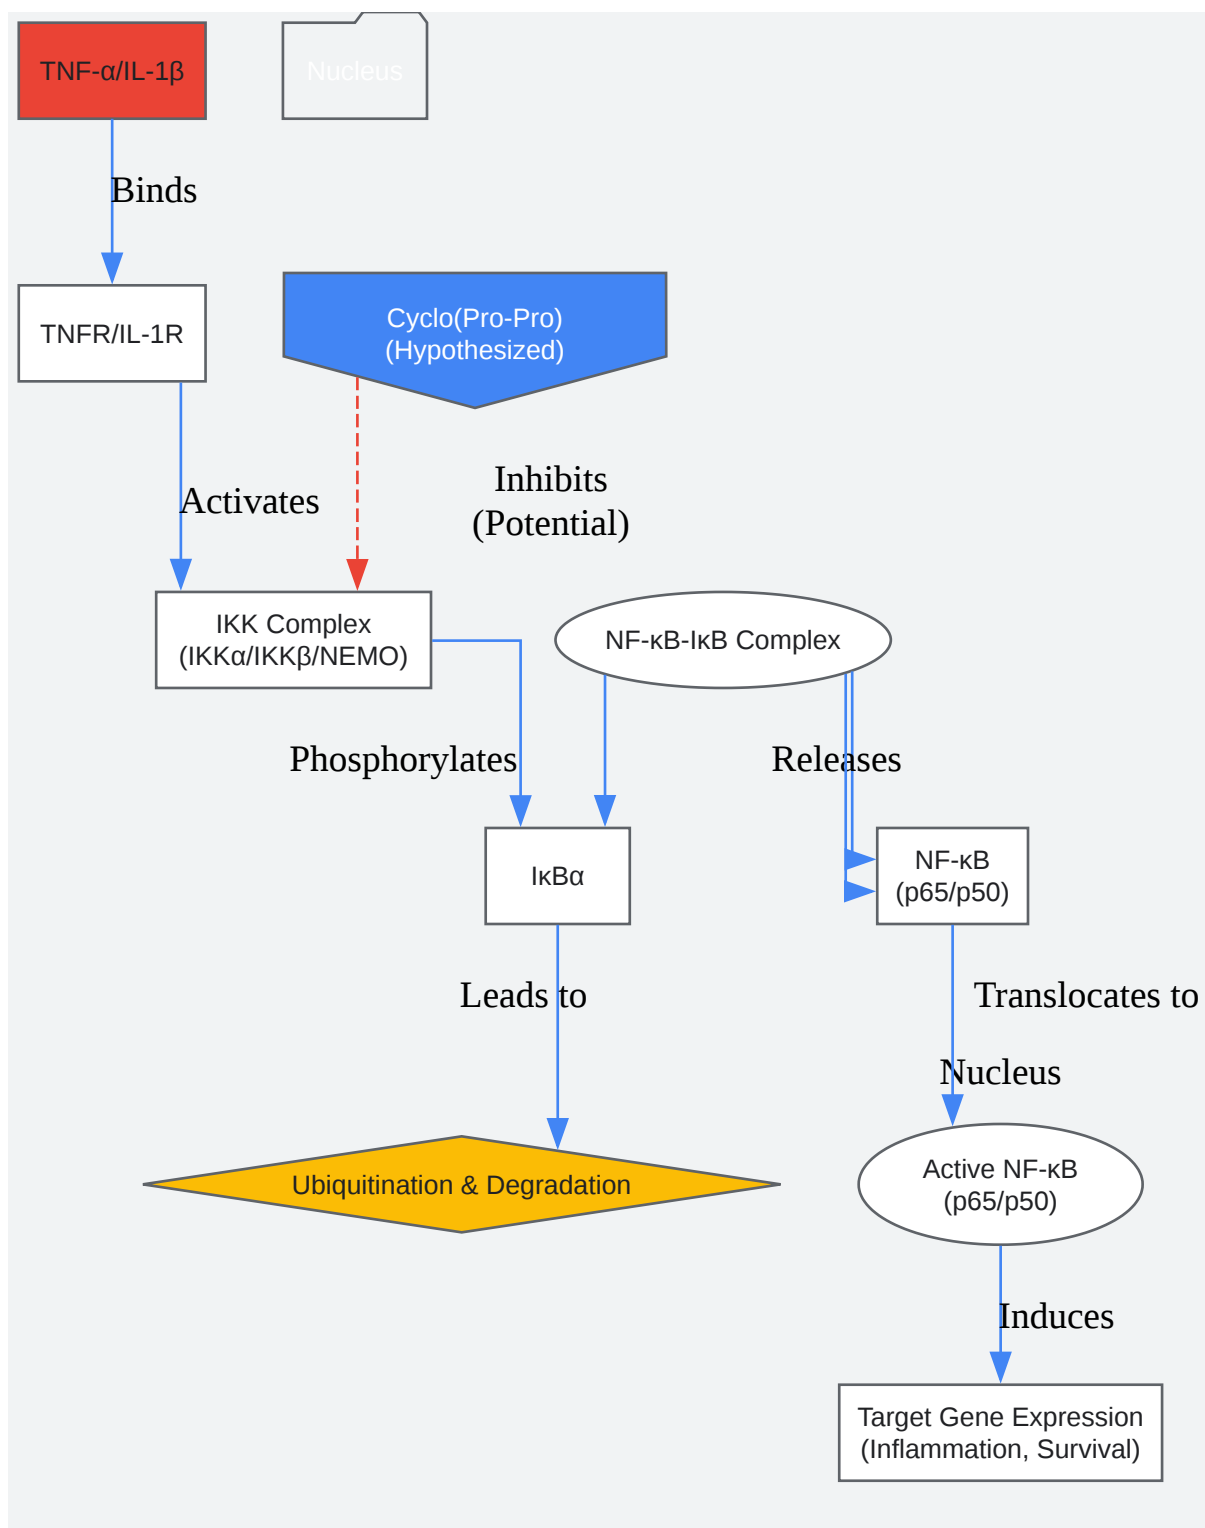 TNF-α/IL-1β
Nucleus
Binds
TNFR/IL-1R
Cyclo(Pro-Pro)
(Hypothesized)
Activates
Inhibits
(Potential)
IKK Complex
(IKKα/IKKβ/NEMO)
NF-κB-IκB Complex
Phosphorylates
Releases
IκBα
NF-κB
(p65/p50)
Leads to
Translocates to
Nucleus
Ubiquitination & Degradation
Active NF-κB
(p65/p50)
Induces
Target Gene Expression
(Inflammation, Survival)